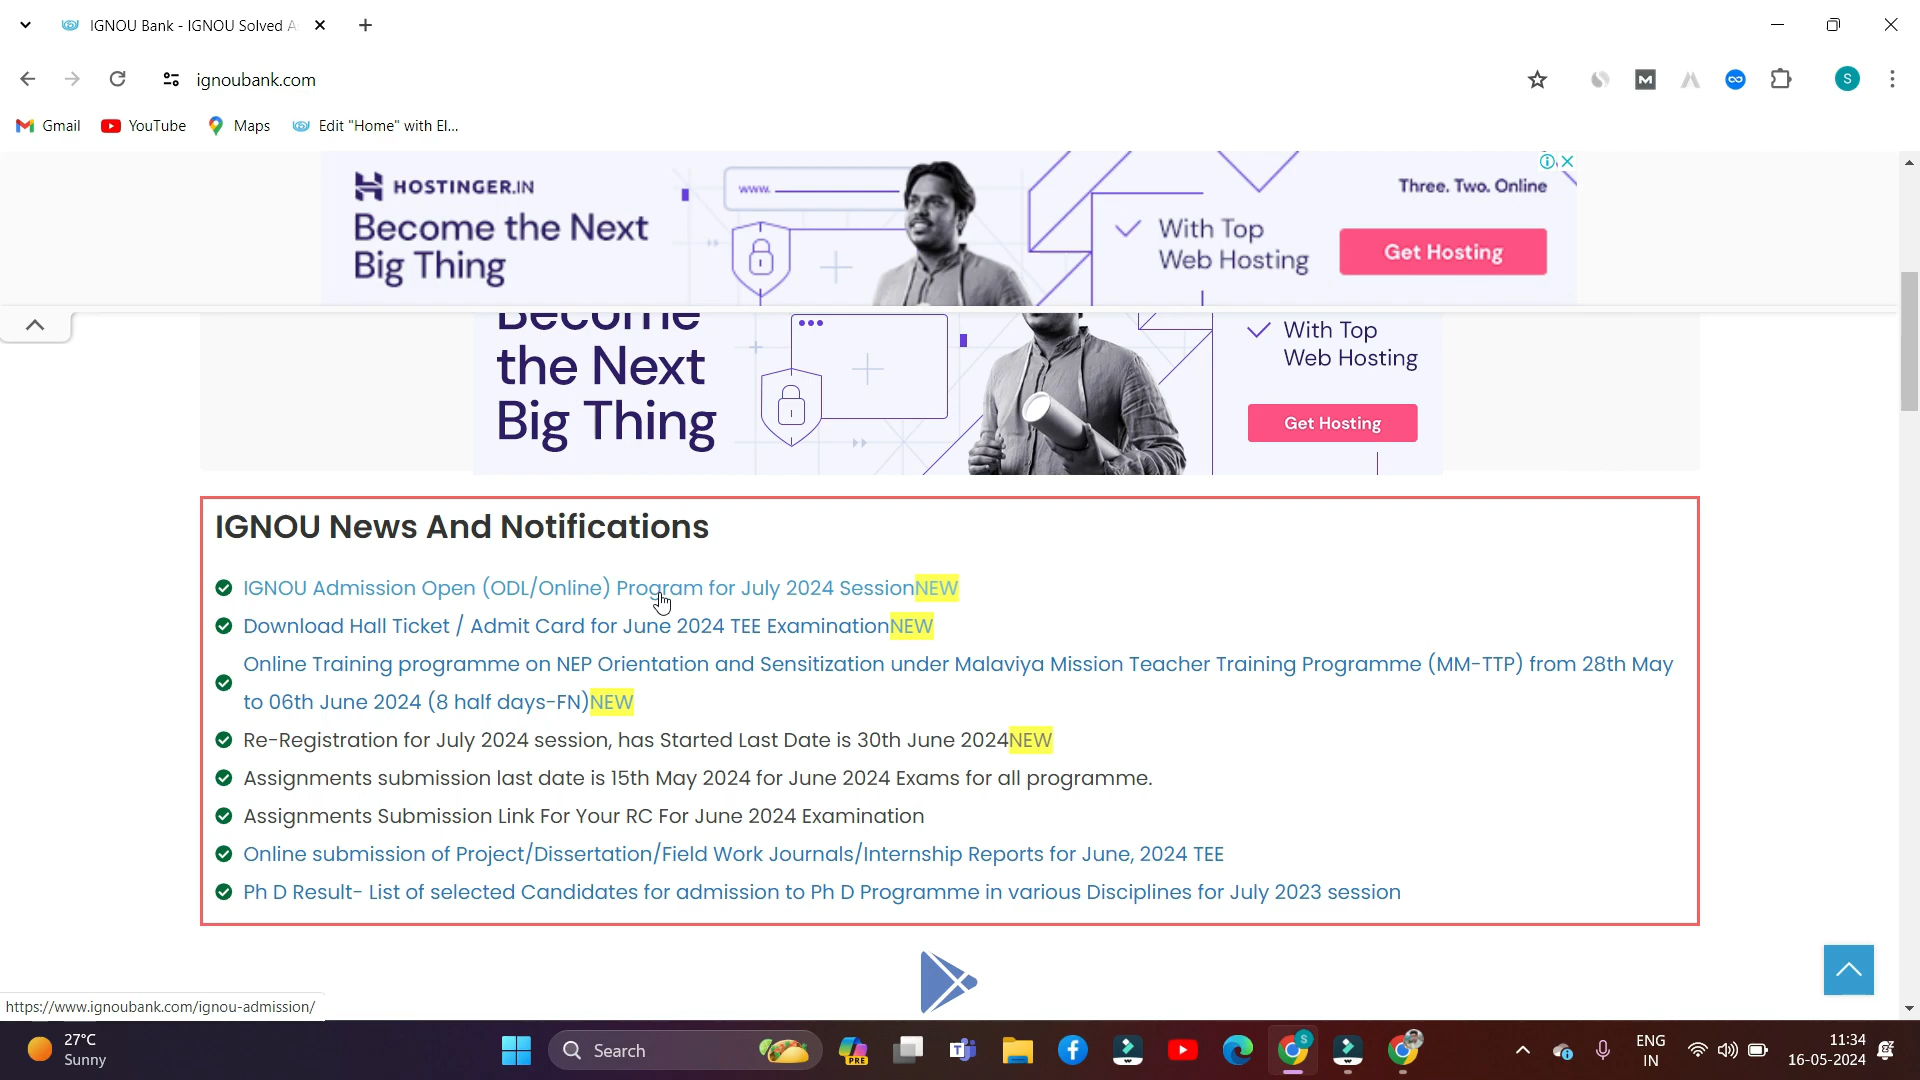 IGNOU Bank - IGNOU Solved A
ignoubank.com
S
Gmail
YouTube
Maps
Edit "Home" with El...
HOSTINGER.IN
Become the Next
Big Thing
www.
Three. Two. Online
With Top
Web Hosting
Get Hosting
Become
the Next
Big Thing
With Top
Web Hosting
Get Hosting
IGNOU News And Notifications
IGNOU Admission Open (ODL/Online) Program for July 2024 SessionNEW
Download Hall Ticket / Admit Card for June 2024 TEE ExaminationNEW
Online Training programme on NEP Orientation and Sensitization under Malaviya Mission Teacher Training Programme (MM-TTP) from 28th May
to 06th June 2024 (8 half days-FN)NEW
Re-Registration for July 2024 session, has Started Last Date is 30th June 2024NEW
Assignments submission last date is 15th May 2024 for June 2024 Exams for all programme.
Assignments Submission Link For Your RC For June 2024 Examination
Online submission of Project/Dissertation/Field Work Journals/Internship Reports for June, 2024 TEE
Ph D Result- List of selected Candidates for admission to Ph D Programme in various Disciplines for July 2023 session
https://www.ignoubank.com/ignou-admission/
27°C
Sunny
Search
PRE
ENG
IN
11:34
16-05-2024